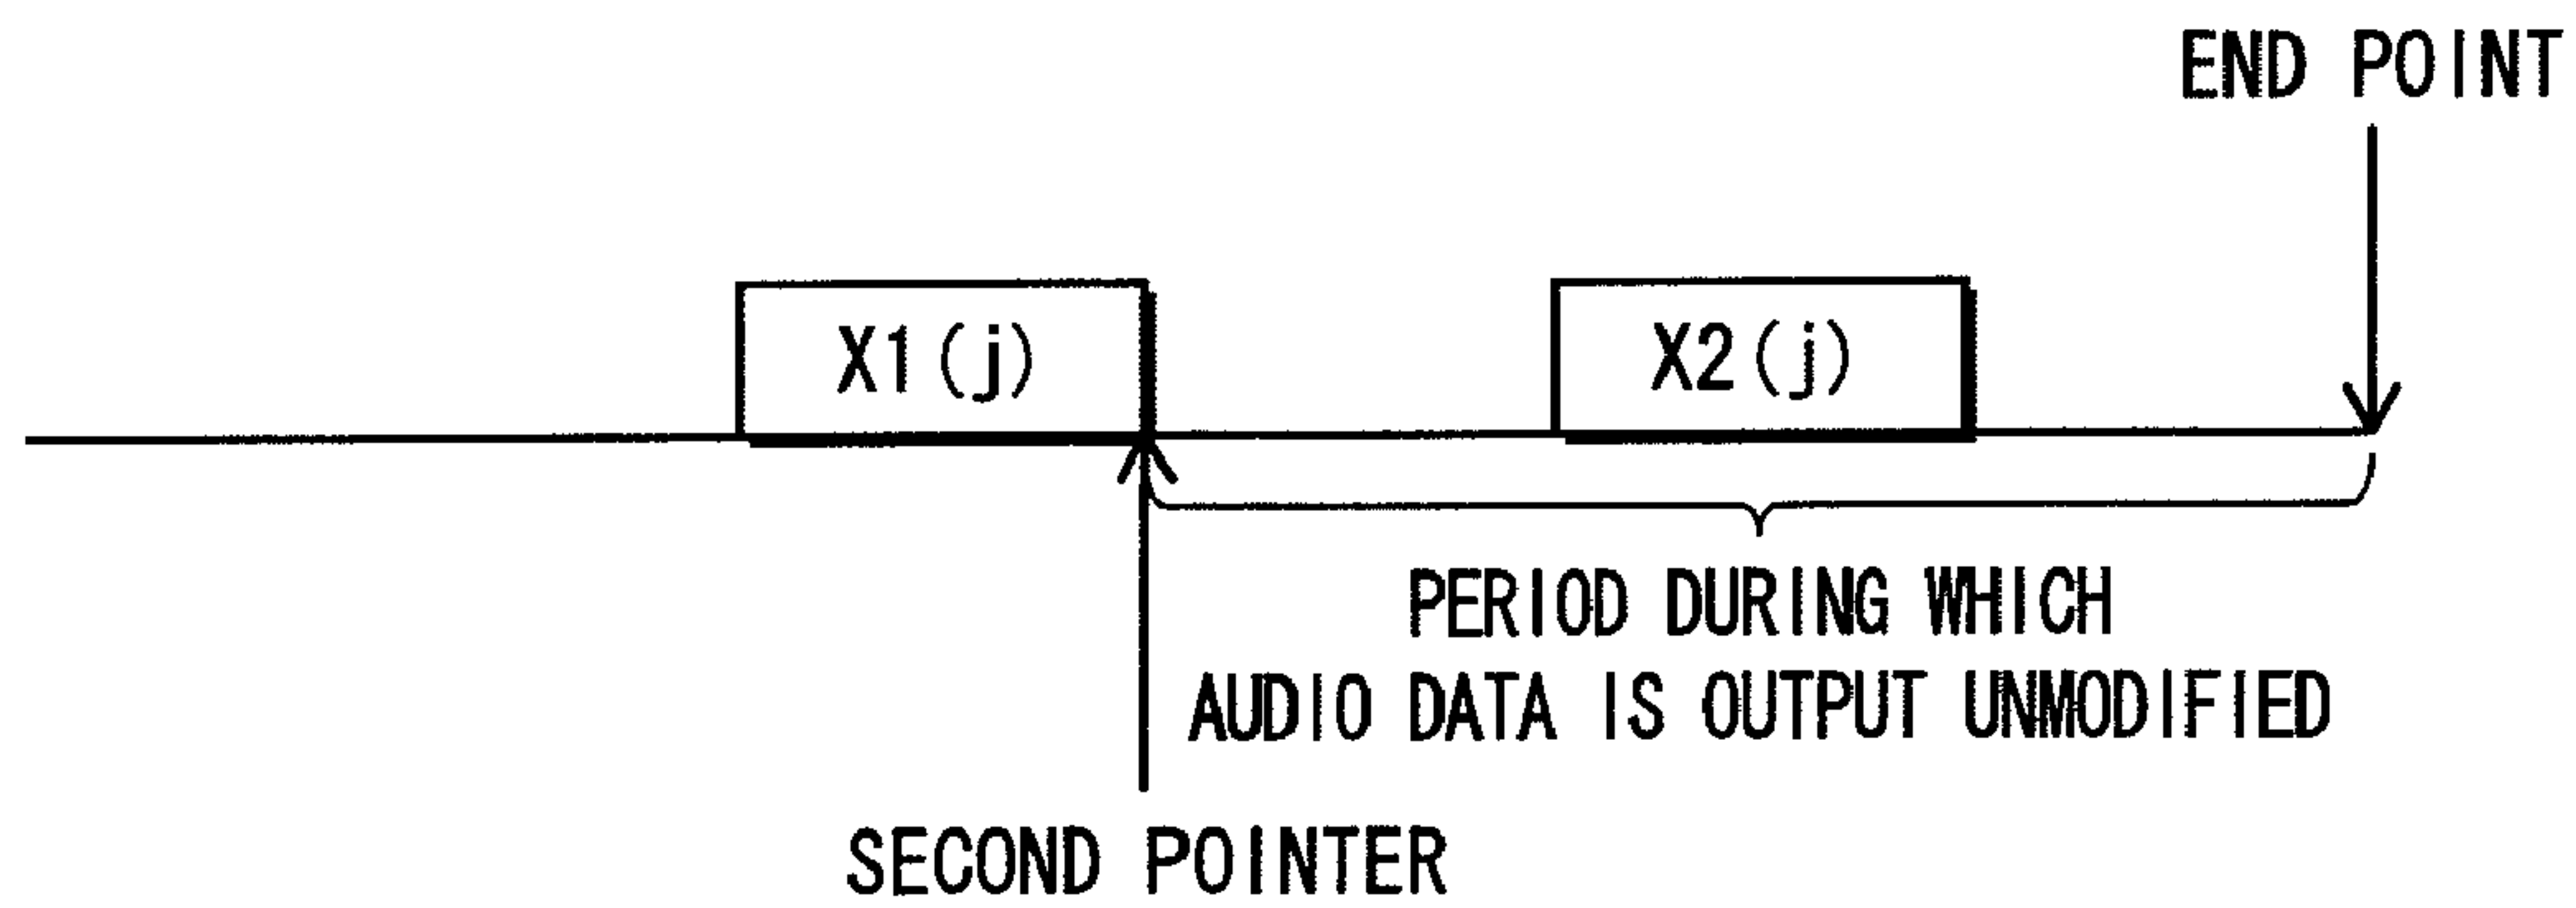 END POINT
X1(j)
X2(j)
PERIOD DURING WHICH
AUDIO DATA IS OUTPUT UNMODIFIED
SECOND POINTER